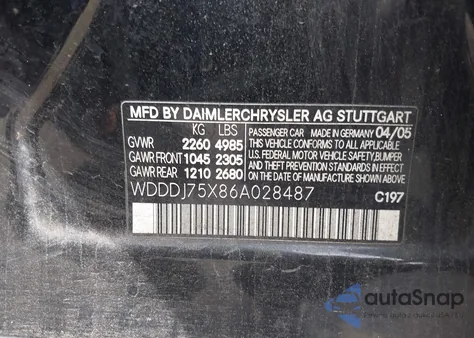 MFD BY DAIMLERCHRYSLER AG STUTTGART
KG LBS PASSENGER CAR / MADE IN GERMANY 04/05
GVWR 2260 4985 THIS VEHICLE CONFORMS TO ALL APPLICABLE
GAWR FRONT 1045 2305 U.S. FEDERAL MOTOR VEHICLE SAFETY, BUMPER
GAWR REAR 1210 2680 AND THEFT PREVENTION STANDARDS
IN EFFECT ON THE DATE OF MANUFACTURE SHOWN ABOVE
WDDDJ75X86A028487 C197
autoSnap